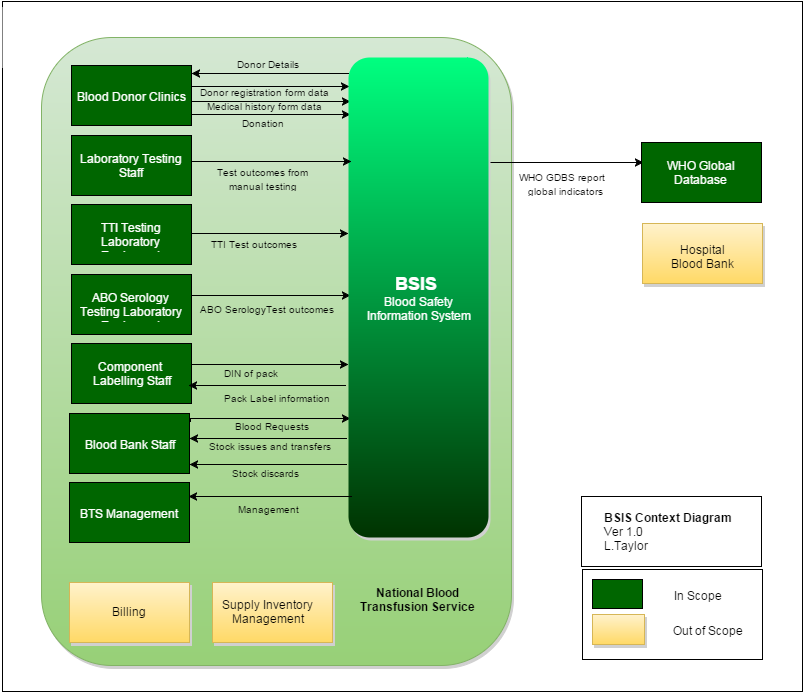 Donor Details
Blood Donor Clinics
Donor registration form data
Medical history form data
Donation
Laboratory Testing
Staff
Test outcomes from
manual testing
TTI Testing
Laboratory
TTI Test outcomes
ABO Serology
Testing Laboratory
ABO SerologyTest outcomes
Component
Labelling Staff
DIN of pack
Pack Label information
Blood Bank Staff
Blood Requests
Stock issues and transfers
Stock discards
BTS Management
Management
BSIS
Blood Safety
Information System
WHO GDBS report
global indicators
WHO Global
Database
Hospital
Blood Bank
Billing
Supply Inventory
Management
National Blood
Transfusion Service
BSIS Context Diagram
Ver 1.0
L.Taylor
In Scope
Out of Scope